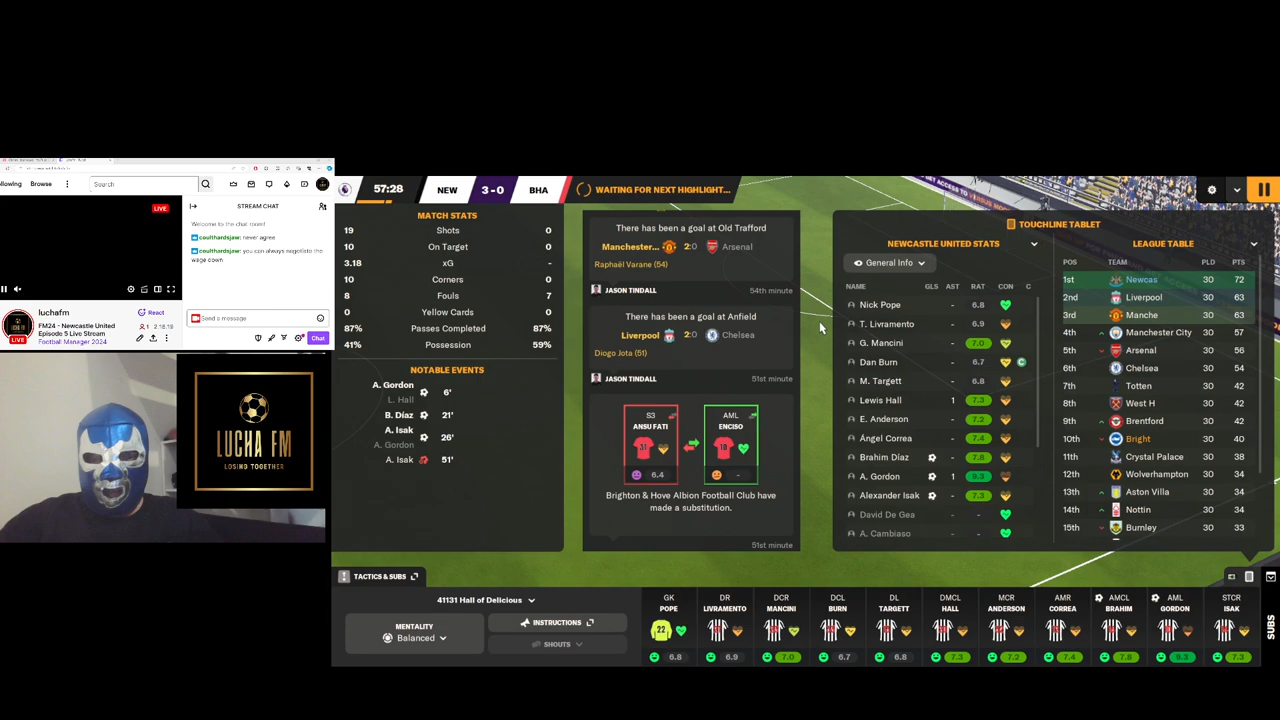 ollowing Browse Search
LIVE
STREAM CHAT
Welcome to the chat room!
coulthardsjaw: never agree
coulthardsjaw: you can always negotiate the
wage down
luchafm
React
FM24 - Newcastle United
Episode 5 Live Stream
Football Manager 2024
1 2:16:19
LIVE
Send a message
Chat
LUCHA FM
LOSING TOGETHER
57:28 NEW 3-0 BHA WAITING FOR NEXT HIGHLIGHT...
MATCH STATS
19 Shots 0
10 On Target 0
3.18 xG -
10 Corners 0
8 Fouls 7
0 Yellow Cards 0
87% Passes Completed 87%
41% Possession 59%
NOTABLE EVENTS
A. Gordon 6'
L. Hall
B. Díaz 21'
A. Isak 26'
A. Gordon
A. Isak 51'
There has been a goal at Old Trafford
Manchester... 2:0 Arsenal
Raphaël Varane (54)
JASON TINDALL 54th minute
There has been a goal at Anfield
Liverpool 2:0 Chelsea
Diogo Jota (51)
JASON TINDALL 51st minute
S3 AML
ANSU FATI ENCISO
31 10
6.4 -
Brighton & Hove Albion Football Club have
made a substitution.
51st minute
TOUCHLINE TABLET
NEWCASTLE UNITED STATS
General Info
NAME GLS AST RAT CON C
Nick Pope - 6.8
T. Livramento - 6.9
G. Mancini - 7.0
Dan Burn - 6.7 C
M. Targett - 6.8
Lewis Hall 1 7.3
E. Anderson - 7.2
Ángel Correa - 7.4
Brahim Díaz - 7.8
A. Gordon 1 9.3
Alexander Isak - 7.3
David De Gea - -
A. Cambiaso - -
LEAGUE TABLE
POS TEAM PLD PTS
1st Newcas 30 72
2nd Liverpool 30 63
3rd Manche 30 63
4th Manchester City 30 57
5th Arsenal 30 56
6th Chelsea 30 54
7th Totten 30 42
8th West H 30 42
9th Brentford 30 42
10th Bright 30 40
11th Crystal Palace 30 38
12th Wolverhampton 30 34
13th Aston Villa 30 34
14th Nottin 30 34
15th Burnley 30 33
TACTICS & SUBS
41131 Hall of Delicious
MENTALITY
Balanced
INSTRUCTIONS
SHOUTS
GK DR DCR DCL DL DMCL MCR AMR AMCL AML STCR
POPE LIVRAMENTO MANCINI BURN TARGETT HALL ANDERSON CORREA BRAHIM GORDON ISAK
22
6.8 6.9 7.0 6.7 6.8 7.3 7.2 7.4 7.8 9.3 7.3
SUBS